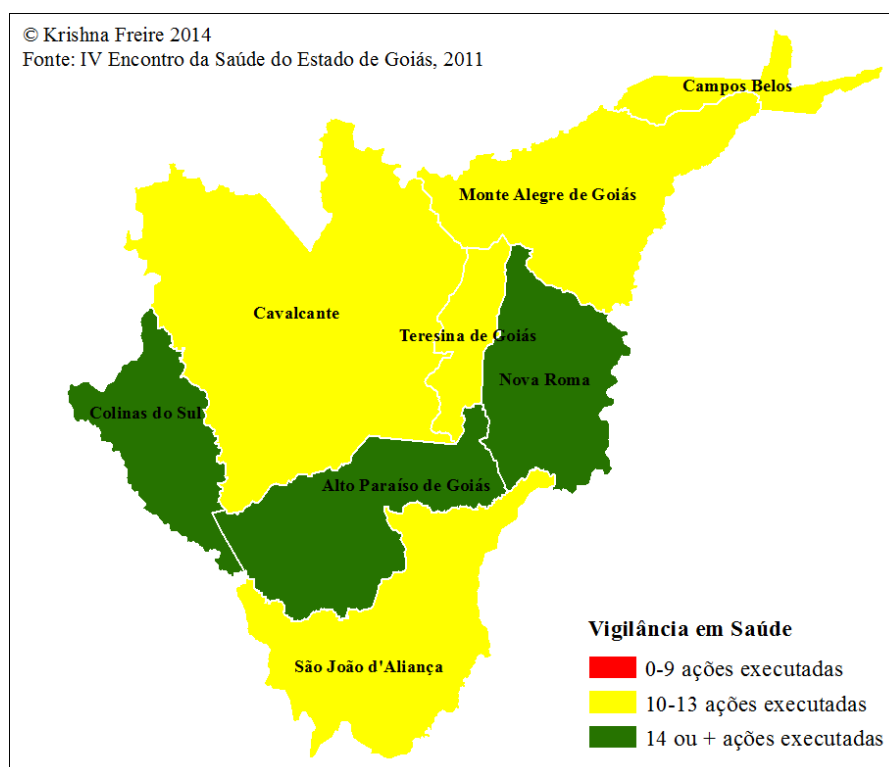 © Krishna Freire 2014
Fonte: IV Encontro da Saúde do Estado de Goiás, 2011
Campos Belos
Monte Alegre de Goiás
Cavalcante
Teresina de Goiás
Nova Roma
Colinas do Sul
Alto Paraíso de Goiás
São João d'Aliança
Vigilância em Saúde
0-9 ações executadas
10-13 ações executadas
14 ou + ações executadas